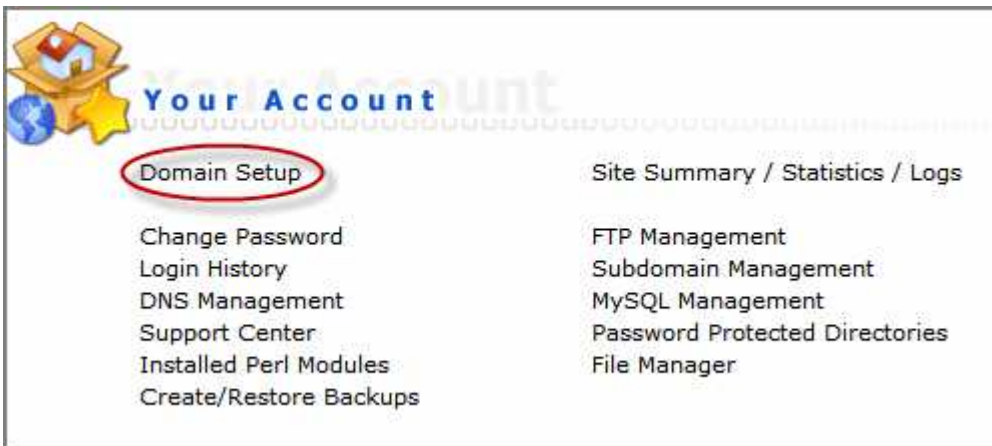 Your Account
Domain Setup
Site Summary / Statistics / Logs
Change Password
FTP Management
Login History
Subdomain Management
DNS Management
MySQL Management
Support Center
Password Protected Directories
Installed Perl Modules
File Manager
Create/Restore Backups